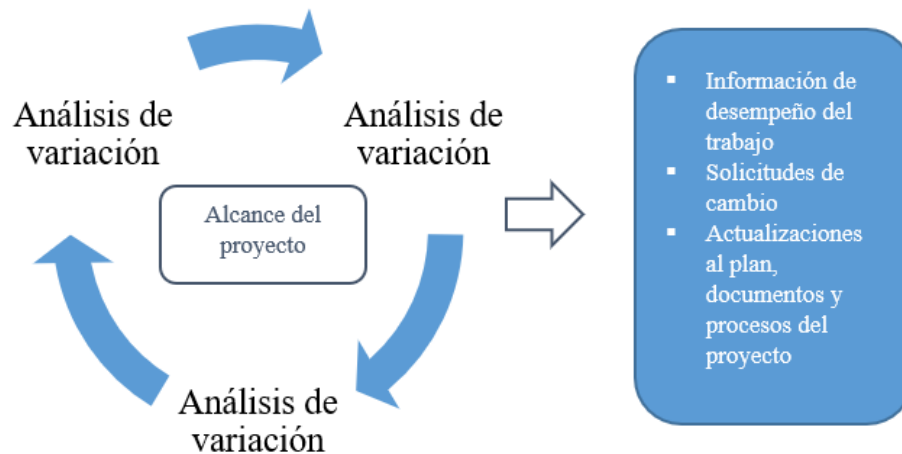 Análisis de
variación
Análisis de
variación
Alcance del
proyecto
Análisis de
variación
▪ Información de
desempeño del
trabajo
▪ Solicitudes de
cambio
▪ Actualizaciones
al plan,
documentos y
procesos del
proyecto